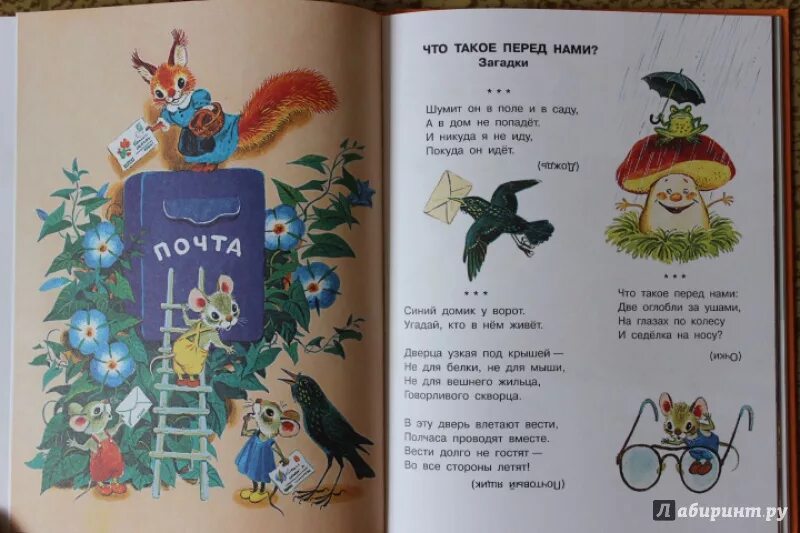 ПОЧТА
ЧТО ТАКОЕ ПЕРЕД НАМИ?
Загадки
* * *
Шумит он в поле и в саду,
А в дом не попадёт.
И никуда я не иду,
Покуда он идёт.
(Дождь)
* * *
Синий домик у ворот.
Угадай, кто в нём живёт.
Дверца узкая под крышей —
Не для белки, не для мыши,
Не для вешнего жильца,
Говорливого скворца.
В эту дверь влетают вести,
Полчаса проводят вместе.
Вести долго не гостят —
Во все стороны летят!
(Почтовый ящик)
* * *
Что такое перед нами:
Две оглобли за ушами,
На глазах по колесу
И седёлка на носу?
(Очки)
Лабиринт.ру